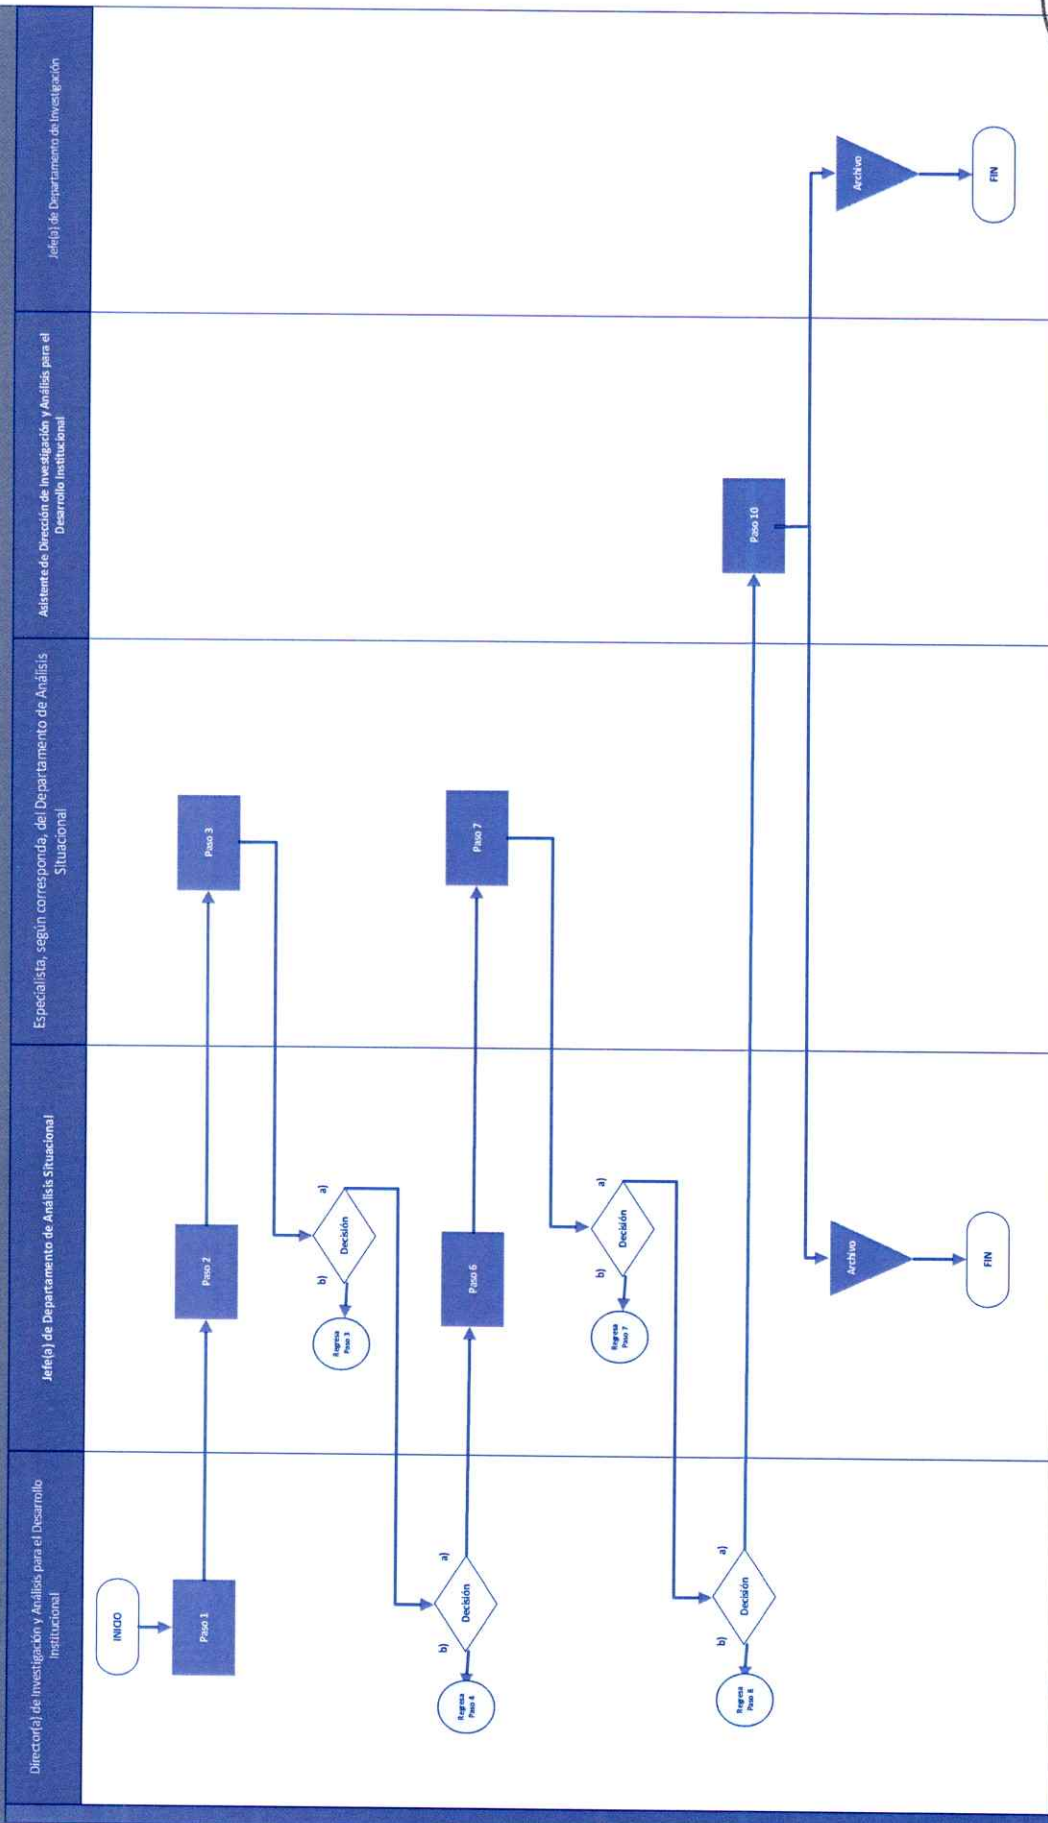 Director(a) de Investigación y Análisis para el Desarrollo
Institucional
Jefe(a) de Departamento de Análisis Situacional
Especialista, según corresponda, del Departamento de Análisis
Situacional
Asistente de Dirección de Investigación y Análisis para el
Desarrollo Institucional
Jefe(a) de Departamento de Investigación
INICIO
Paso 1
Paso 2
Paso 3
a)
Decisión
b)
Regresa
Paso 3
a)
Decisión
b)
Regresa
Paso 4
Paso 6
Paso 7
a)
Decisión
b)
Regresa
Paso 7
a)
Decisión
b)
Regresa
Paso 8
Paso 10
Archivo
FIN
Archivo
FIN